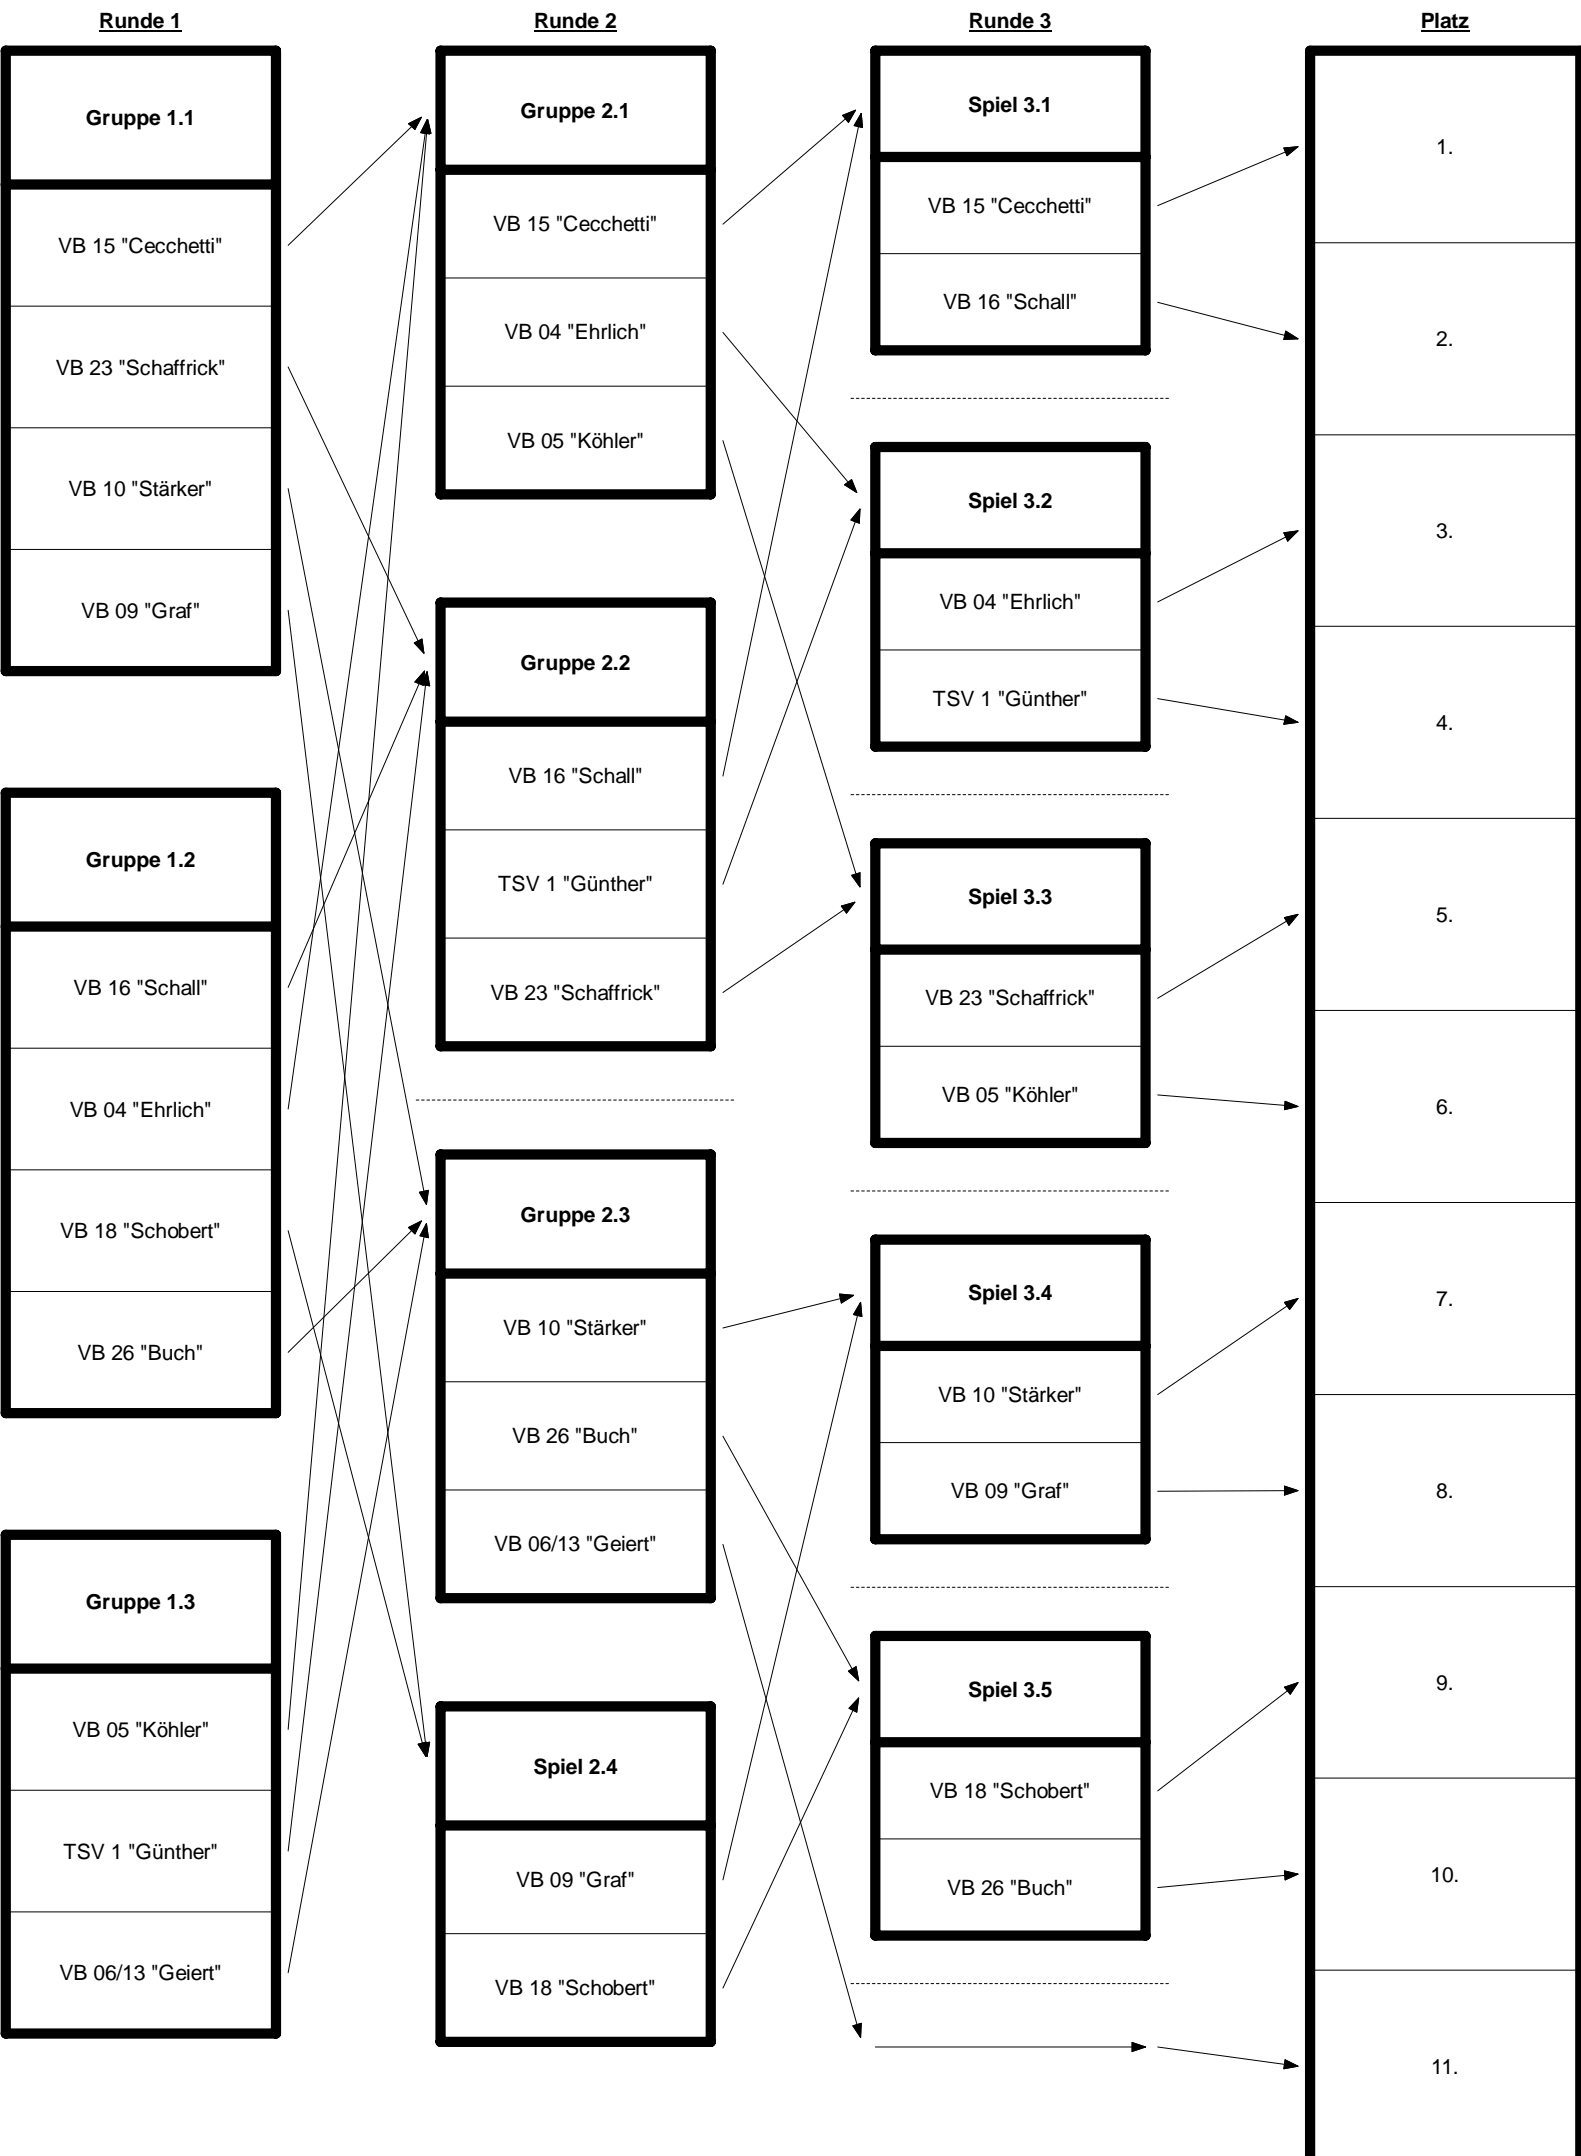 Runde 1
Gruppe 1.1
VB 15 "Cecchetti"
VB 23 "Schaffrick"
VB 10 "Stärker"
VB 09 "Graf"
Gruppe 1.2
VB 16 "Schall"
VB 04 "Ehrlich"
VB 18 "Schobert"
VB 26 "Buch"
Gruppe 1.3
VB 05 "Köhler"
TSV 1 "Günther"
VB 06/13 "Geiert"
Runde 2
Gruppe 2.1
VB 15 "Cecchetti"
VB 04 "Ehrlich"
VB 05 "Köhler"
Gruppe 2.2
VB 16 "Schall"
TSV 1 "Günther"
VB 23 "Schaffrick"
Gruppe 2.3
VB 10 "Stärker"
VB 26 "Buch"
VB 06/13 "Geiert"
Spiel 2.4
VB 09 "Graf"
VB 18 "Schobert"
Runde 3
Spiel 3.1
VB 15 "Cecchetti"
VB 16 "Schall"
Spiel 3.2
VB 04 "Ehrlich"
TSV 1 "Günther"
Spiel 3.3
VB 23 "Schaffrick"
VB 05 "Köhler"
Spiel 3.4
VB 10 "Stärker"
VB 09 "Graf"
Spiel 3.5
VB 18 "Schobert"
VB 26 "Buch"
Platz
1.
2.
3.
4.
5.
6.
7.
8.
9.
10.
11.